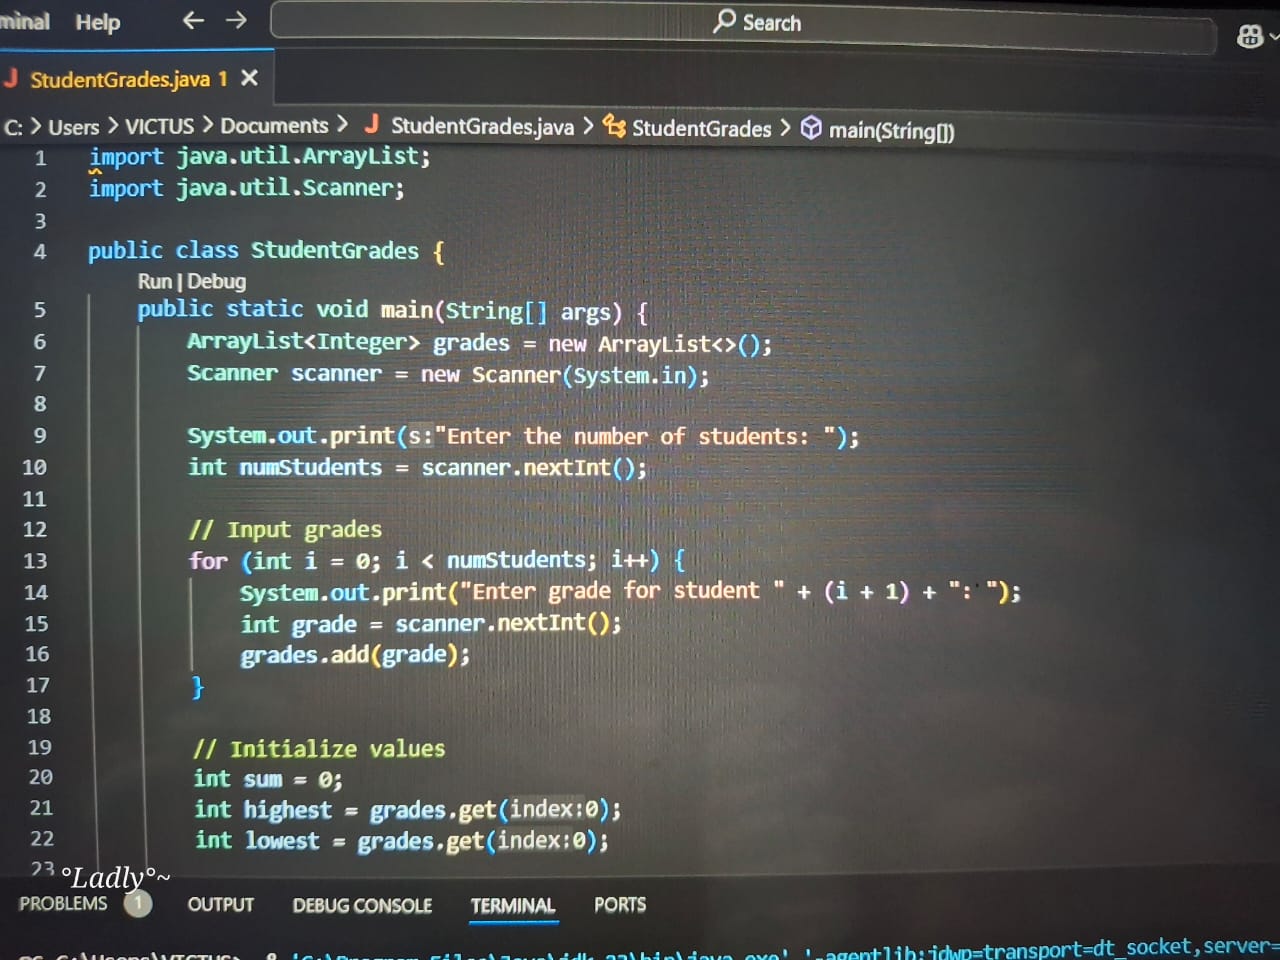 Help
Search
StudentGrades.java 1
C: > Users > VICTUS > Documents > StudentGrades.java > StudentGrades > main(String[])
1 import java.util.ArrayList;
2 import java.util.Scanner;
3
4 public class StudentGrades {
Run | Debug
5 public static void main(String[] args) {
6 ArrayList<Integer> grades = new ArrayList<>();
7 Scanner scanner = new Scanner(System.in);
8
9 System.out.print(s:"Enter the number of students: ");
10 int numStudents = scanner.nextInt();
11
12 // Input grades
13 for (int i = 0; i < numStudents; i++) {
14 System.out.print("Enter grade for student " + (i + 1) + ": ");
15 int grade = scanner.nextInt();
16 grades.add(grade);
17 }
18
19 // Initialize values
20 int sum = 0;
21 int highest = grades.get(index:0);
22 int lowest = grades.get(index:0);
23
°Ladly°~
PROBLEMS 1 OUTPUT DEBUG CONSOLE TERMINAL PORTS
-agentlib:jdwp=transport=dt_socket,server=